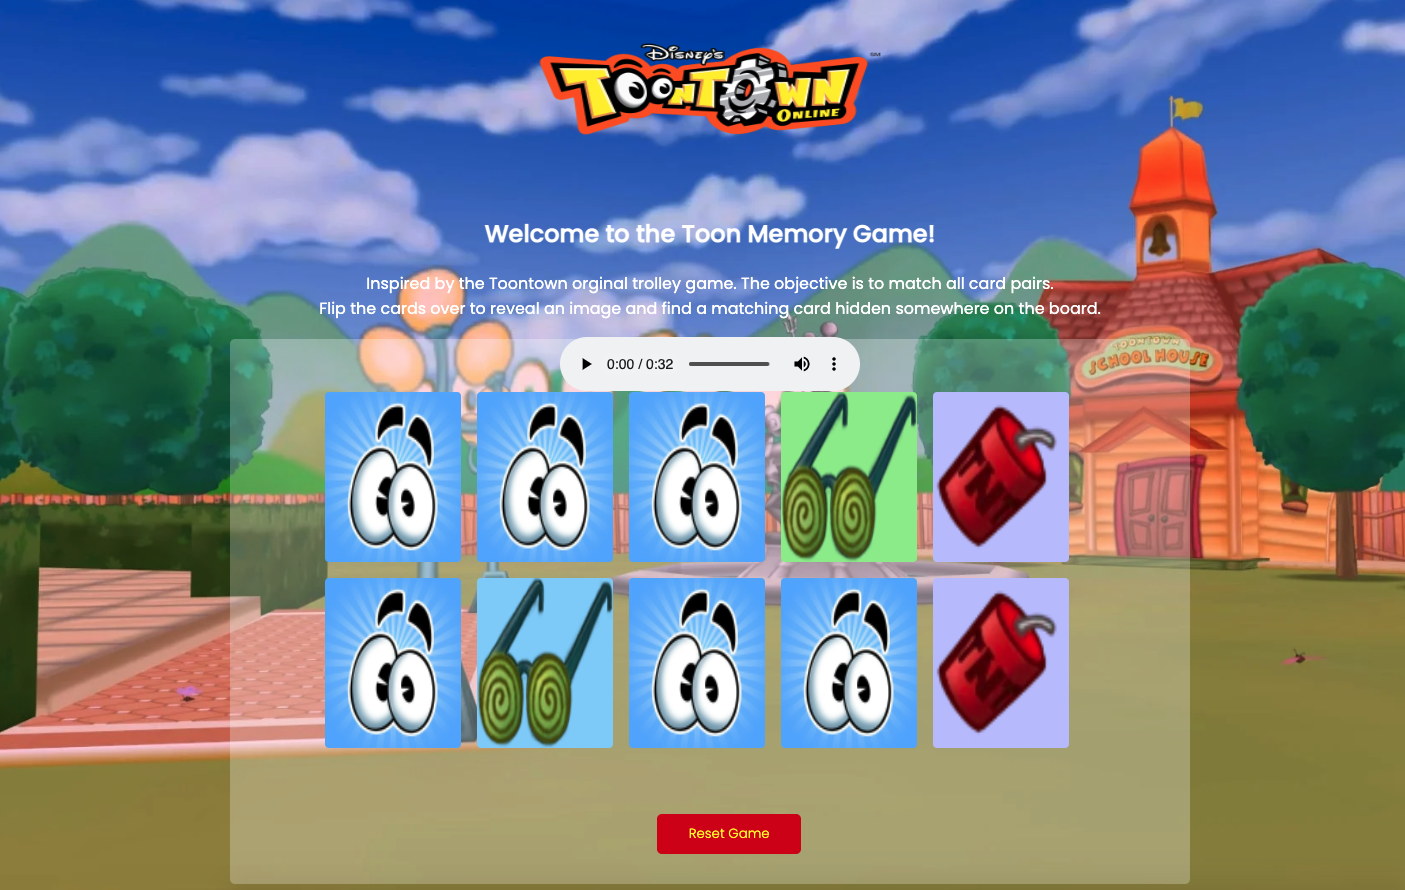 Disney's
TOONTOWN
ONLINE
Welcome to the Toon Memory Game!
Inspired by the Toontown orginal trolley game. The objective is to match all card pairs.
Flip the cards over to reveal an image and find a matching card hidden somewhere on the board.
TOONTOWN
SCHOOL HOUSE
0:00 / 0:32
TNT
TNT
Reset Game